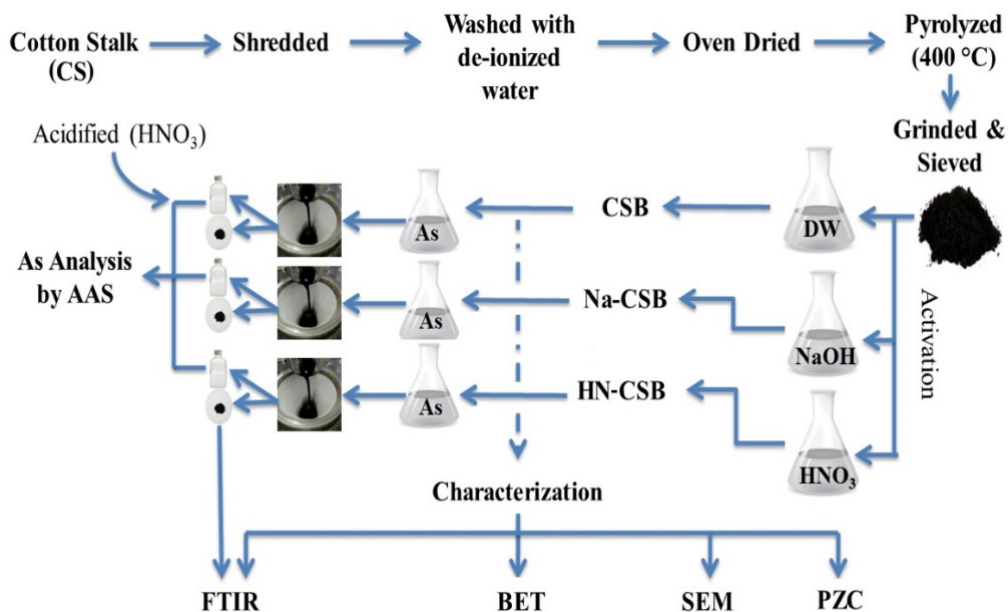 Cotton Stalk
(CS)
Shredded
Washed with
de-ionized
water
Oven Dried
Pyrolyzed
(400 °C)
Grinded &
Sieved
Acidified (HNO₃)
As Analysis
by AAS
As
CSB
DW
As
Na-CSB
NaOH
As
HN-CSB
HNO₃
Activation
Characterization
FTIR
BET
SEM
PZC